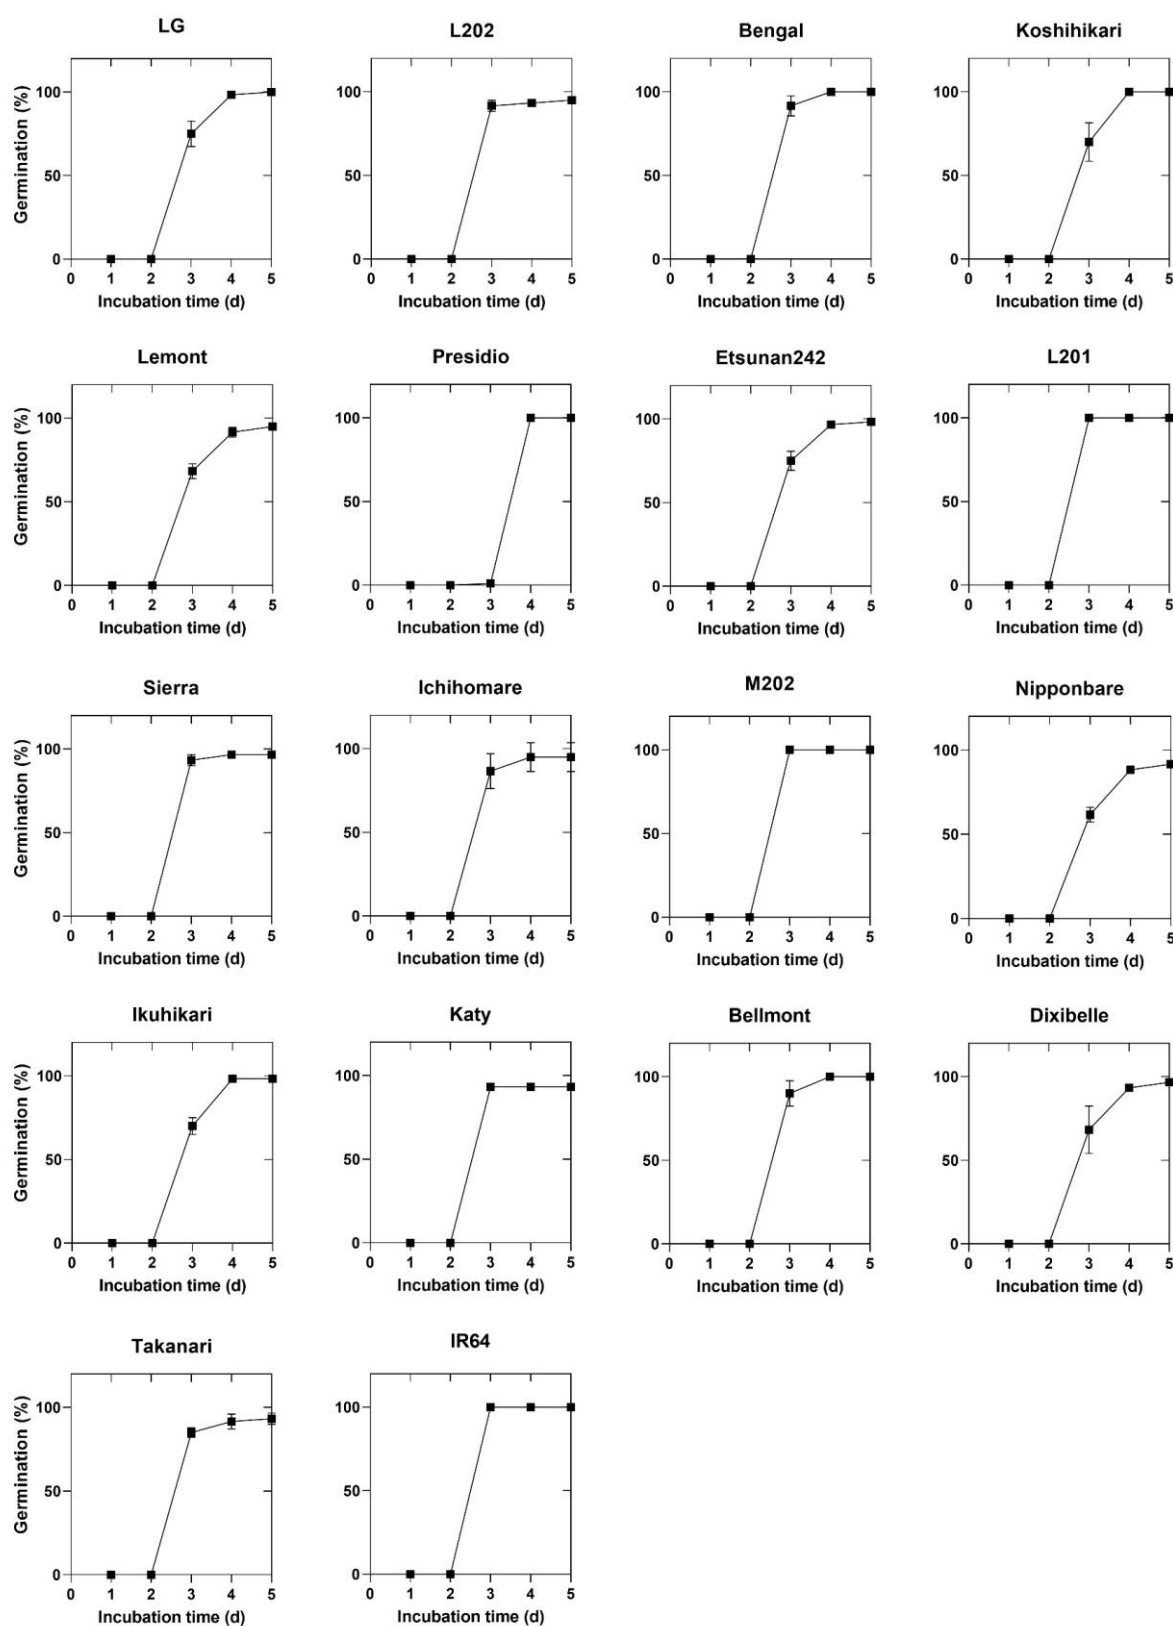 LG L202 Bengal Koshihikari
Germination (%)
100 100 100 100
50 50 50 50
0 0 0 0
0 1 2 3 4 5 0 1 2 3 4 5 0 1 2 3 4 5 0 1 2 3 4 5
Incubation time (d) Incubation time (d) Incubation time (d) Incubation time (d)
Lemont Presidio Etsunan242 L201
Germination (%)
100 100 100 100
50 50 50 50
0 0 0 0
0 1 2 3 4 5 0 1 2 3 4 5 0 1 2 3 4 5 0 1 2 3 4 5
Incubation time (d) Incubation time (d) Incubation time (d) Incubation time (d)
Sierra Ichihomare M202 Nipponbare
Germination (%)
100 100 100 100
50 50 50 50
0 0 0 0
0 1 2 3 4 5 0 1 2 3 4 5 0 1 2 3 4 5 0 1 2 3 4 5
Incubation time (d) Incubation time (d) Incubation time (d) Incubation time (d)
Ikuhikari Katy Bellmont Dixibelle
Germination (%)
100 100 100 100
50 50 50 50
0 0 0 0
0 1 2 3 4 5 0 1 2 3 4 5 0 1 2 3 4 5 0 1 2 3 4 5
Incubation time (d) Incubation time (d) Incubation time (d) Incubation time (d)
Takanari IR64
Germination (%)
100 100
50 50
0 0
0 1 2 3 4 5 0 1 2 3 4 5
Incubation time (d) Incubation time (d)